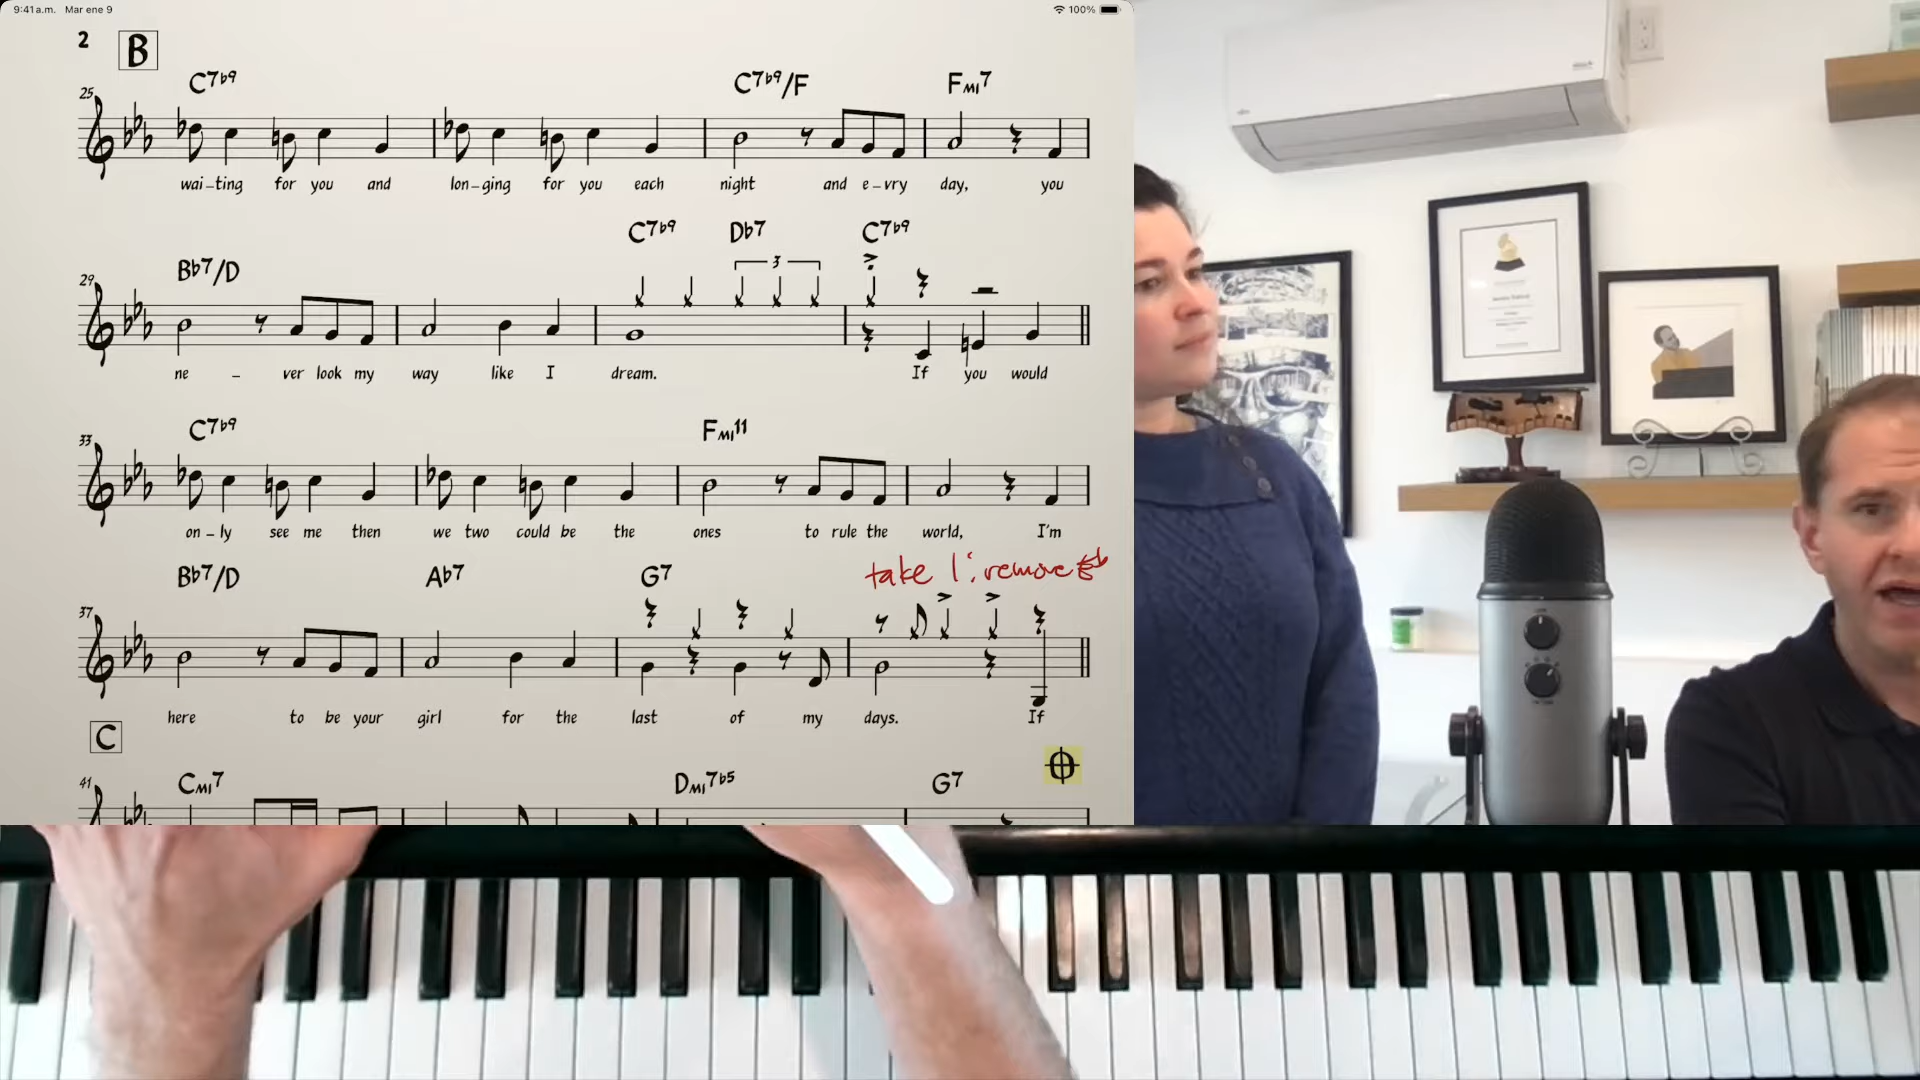 9:41 a.m. Mar ene 9
100%
2
B
C7b9 C7b9/F Fmi7
25
wai-ting for you and lon-ging for you each night and e-vry day, you
C7b9 Db7 C7b9
Bb7/D
29
3
ne - ver look my way like I dream. If you would
C7b9 Fmi11
33
on-ly see me then we two could be the ones to rule the world, I'm
take 1: remove
Bb7/D Ab7 G7
37
here to be your girl for the last of my days. If
C
41
Cmi7 Dmi7b5 G7